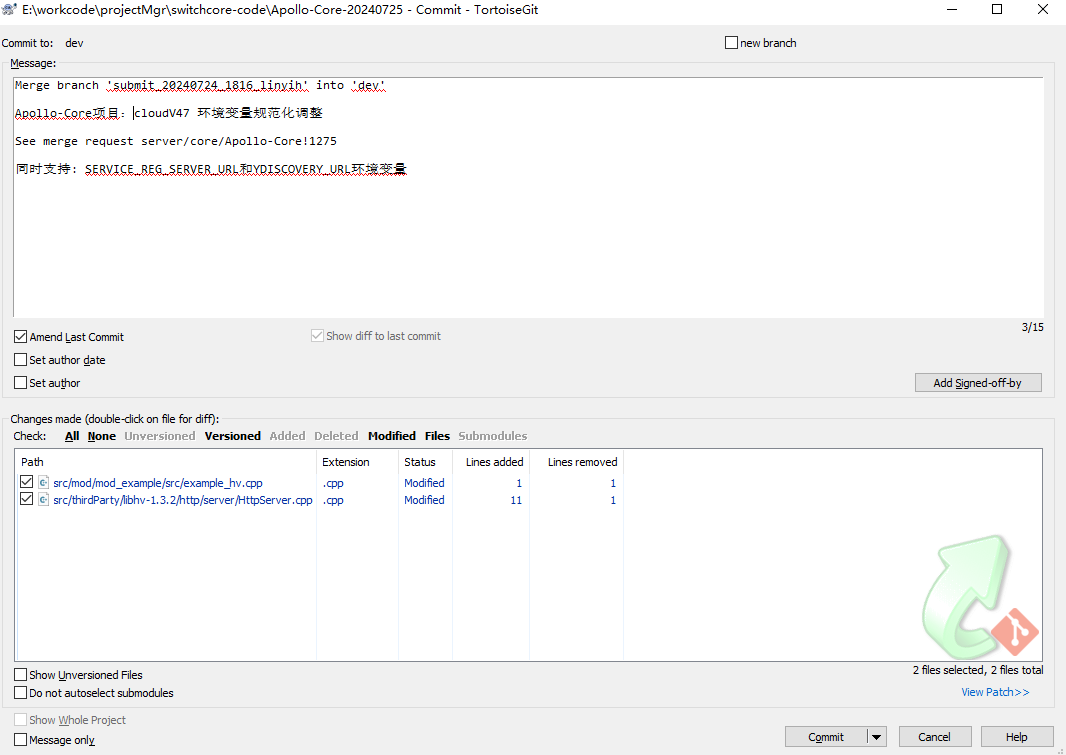 E:\workcode\projectMgr\switchcore-code\Apollo-Core-20240725 - Commit - TortoiseGit
Commit to: dev
new branch
Message:
Merge branch 'submit_20240724_1816_linyih' into 'dev'
Apollo-Core项目：cloudV47 环境变量规范化调整
See merge request server/core/Apollo-Core!1275
同时支持：SERVICE_REG_SERVER_URL和YDISCOVERY_URL环境变量
3/15
Amend Last Commit
Show diff to last commit
Set author date
Set author
Add Signed-off-by
Changes made (double-click on file for diff):
Check: All None Unversioned Versioned Added Deleted Modified Files Submodules
Path Extension Status Lines added Lines removed
src/mod/mod_example/src/example_hv.cpp .cpp Modified 1 1
src/thirdParty/libhv-1.3.2/http/server/HttpServer.cpp .cpp Modified 11 1
Show Unversioned Files
2 files selected, 2 files total
Do not autoselect submodules
View Patch>>
Show Whole Project
Message only
Commit
Cancel
Help